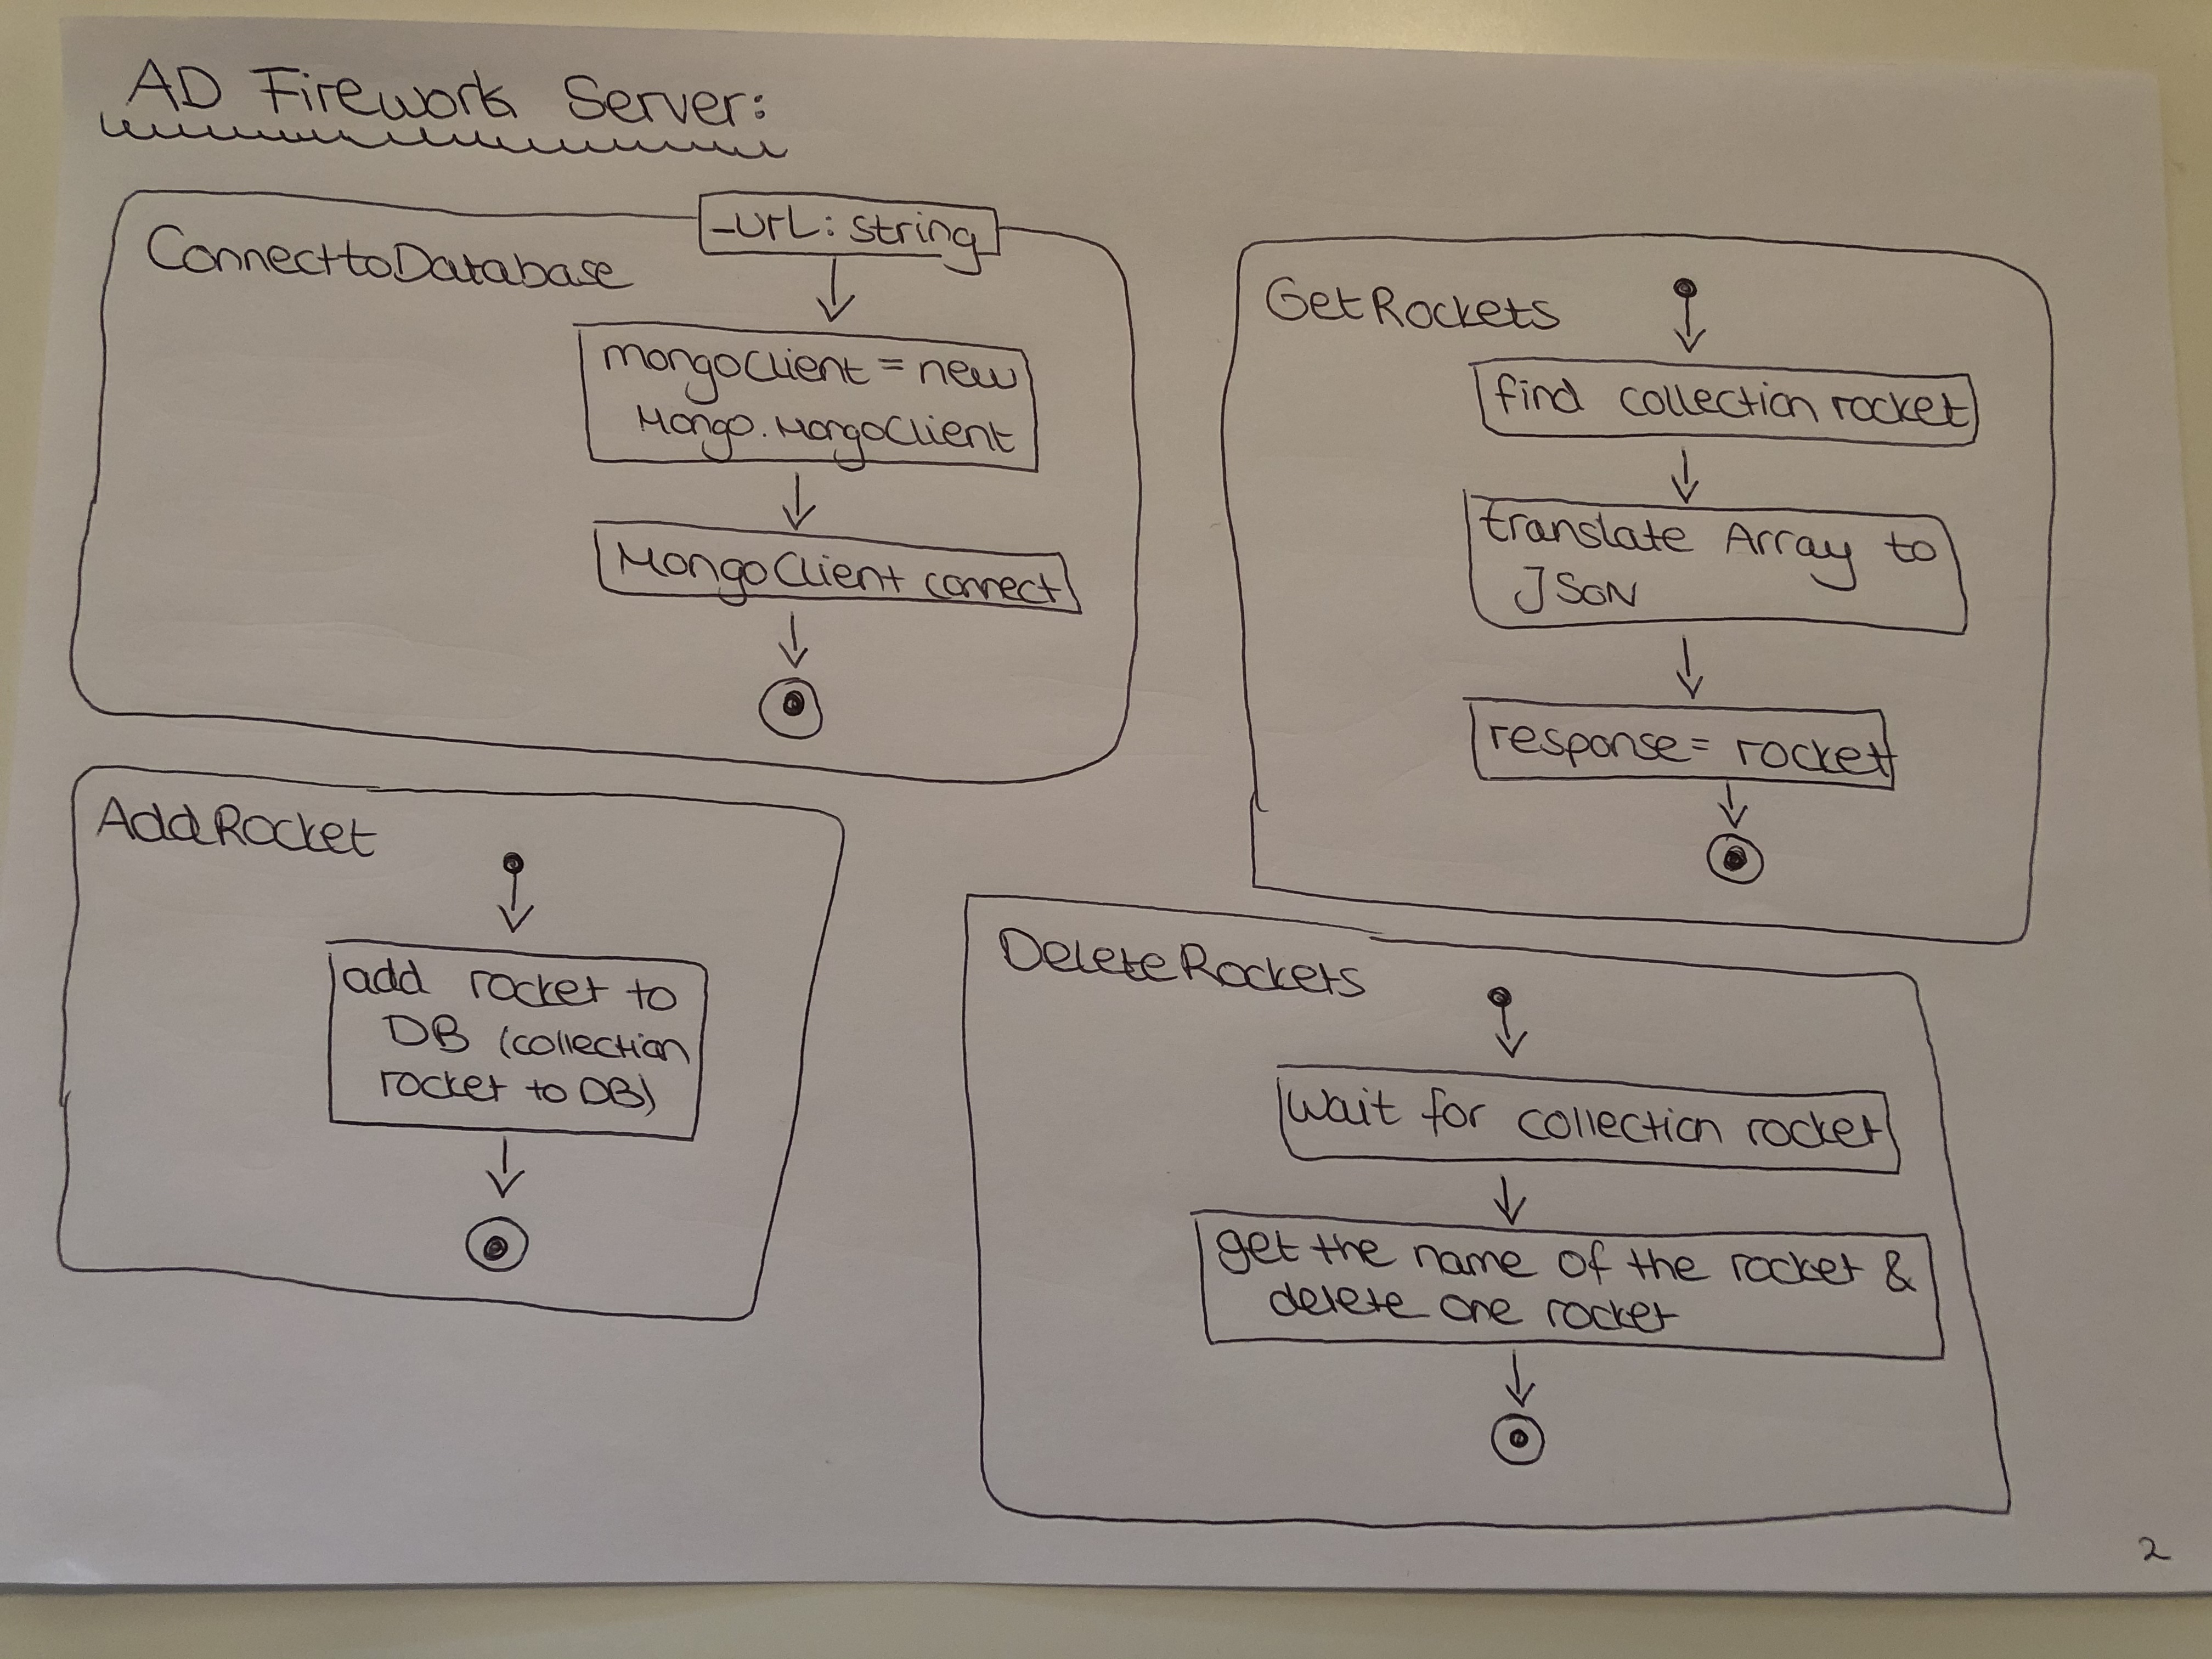 AD Firework Server:
ConnecttoDatabase
_url: string
mongoClient = new
Mongo.MongoClient
MongoClient connect
GetRockets
find collection rocket
translate Array to
JSON
response = rocket
AddRocket
add rocket to
DB (collection
rocket to DB)
DeleteRockets
wait for collection rocket
get the name of the rocket &
delete one rocket
2